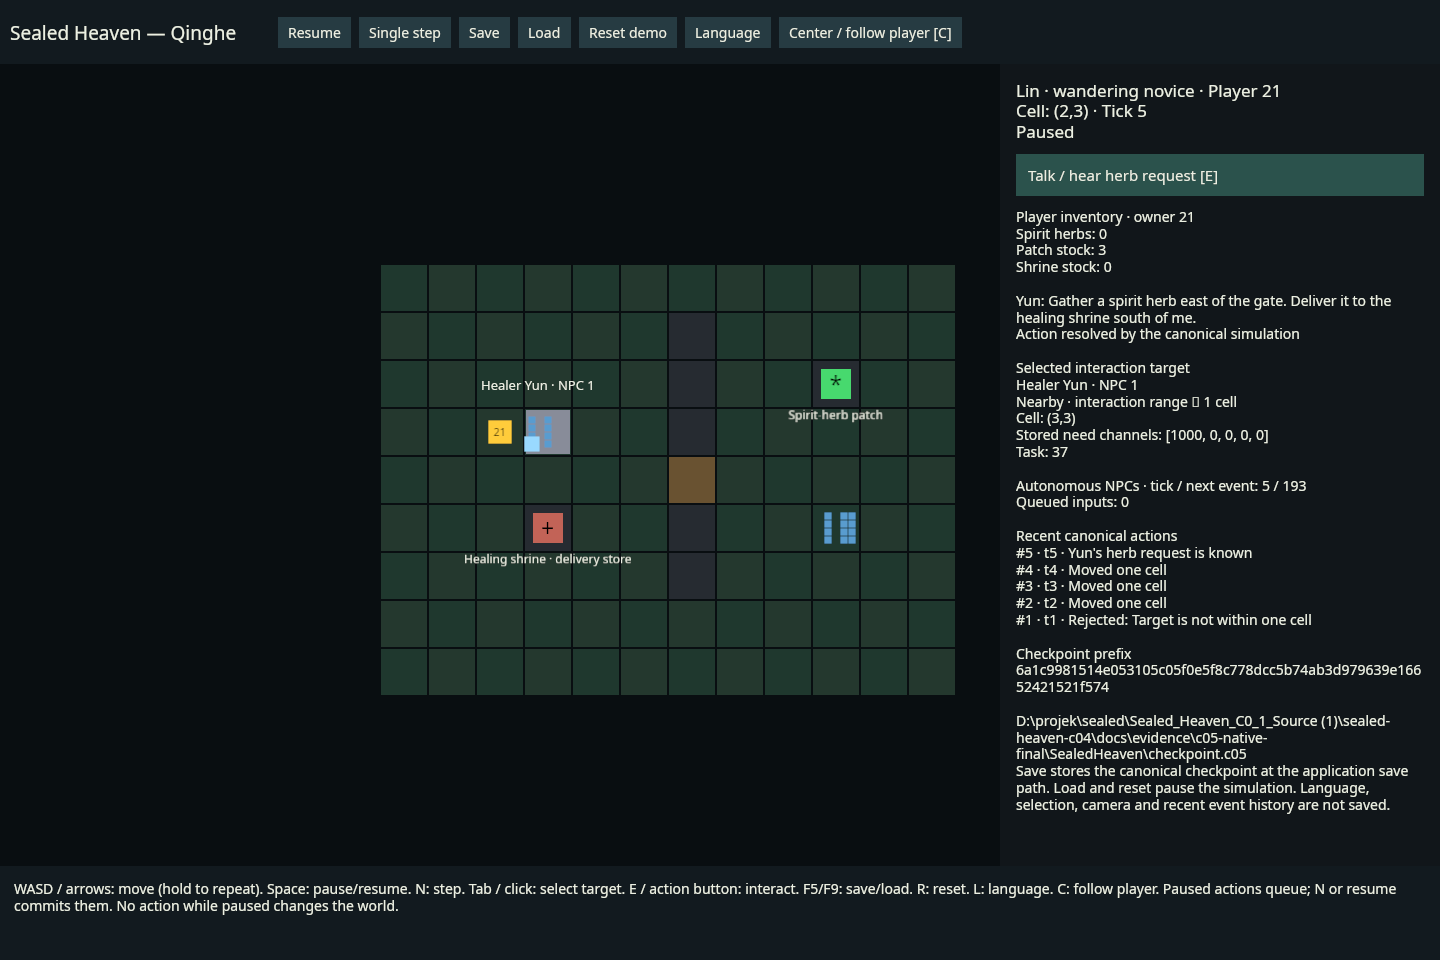 Sealed Heaven — Qinghe
Resume
Single step
Save
Load
Reset demo
Language
Center / follow player [C]
Lin · wandering novice · Player 21
Cell: (2,3) · Tick 5
Paused
Talk / hear herb request [E]
Player inventory · owner 21
Spirit herbs: 0
Patch stock: 3
Shrine stock: 0
Yun: Gather a spirit herb east of the gate. Deliver it to the
healing shrine south of me.
Action resolved by the canonical simulation
Selected interaction target
Healer Yun · NPC 1
Nearby · interaction range ▯ 1 cell
Cell: (3,3)
Stored need channels: [1000, 0, 0, 0, 0]
Task: 37
Autonomous NPCs · tick / next event: 5 / 193
Queued inputs: 0
Recent canonical actions
#5 · t5 · Yun's herb request is known
#4 · t4 · Moved one cell
#3 · t3 · Moved one cell
#2 · t2 · Moved one cell
#1 · t1 · Rejected: Target is not within one cell
Checkpoint prefix
6a1c9981514e053105c05f0e5f8c778dcc5b74ab3d979639e166
52421521f574
D:\projek\sealed\Sealed_Heaven_C0_1_Source (1)\sealed-
heaven-c04\docs\evidence\c05-native-
final\SealedHeaven\checkpoint.c05
Save stores the canonical checkpoint at the application save
path. Load and reset pause the simulation. Language,
selection, camera and recent event history are not saved.
Healer Yun · NPC 1
*
Spirit herb patch
21
+
Healing shrine · delivery store
WASD / arrows: move (hold to repeat). Space: pause/resume. N: step. Tab / click: select target. E / action button: interact. F5/F9: save/load. R: reset. L: language. C: follow player. Paused actions queue; N or resume
commits them. No action while paused changes the world.